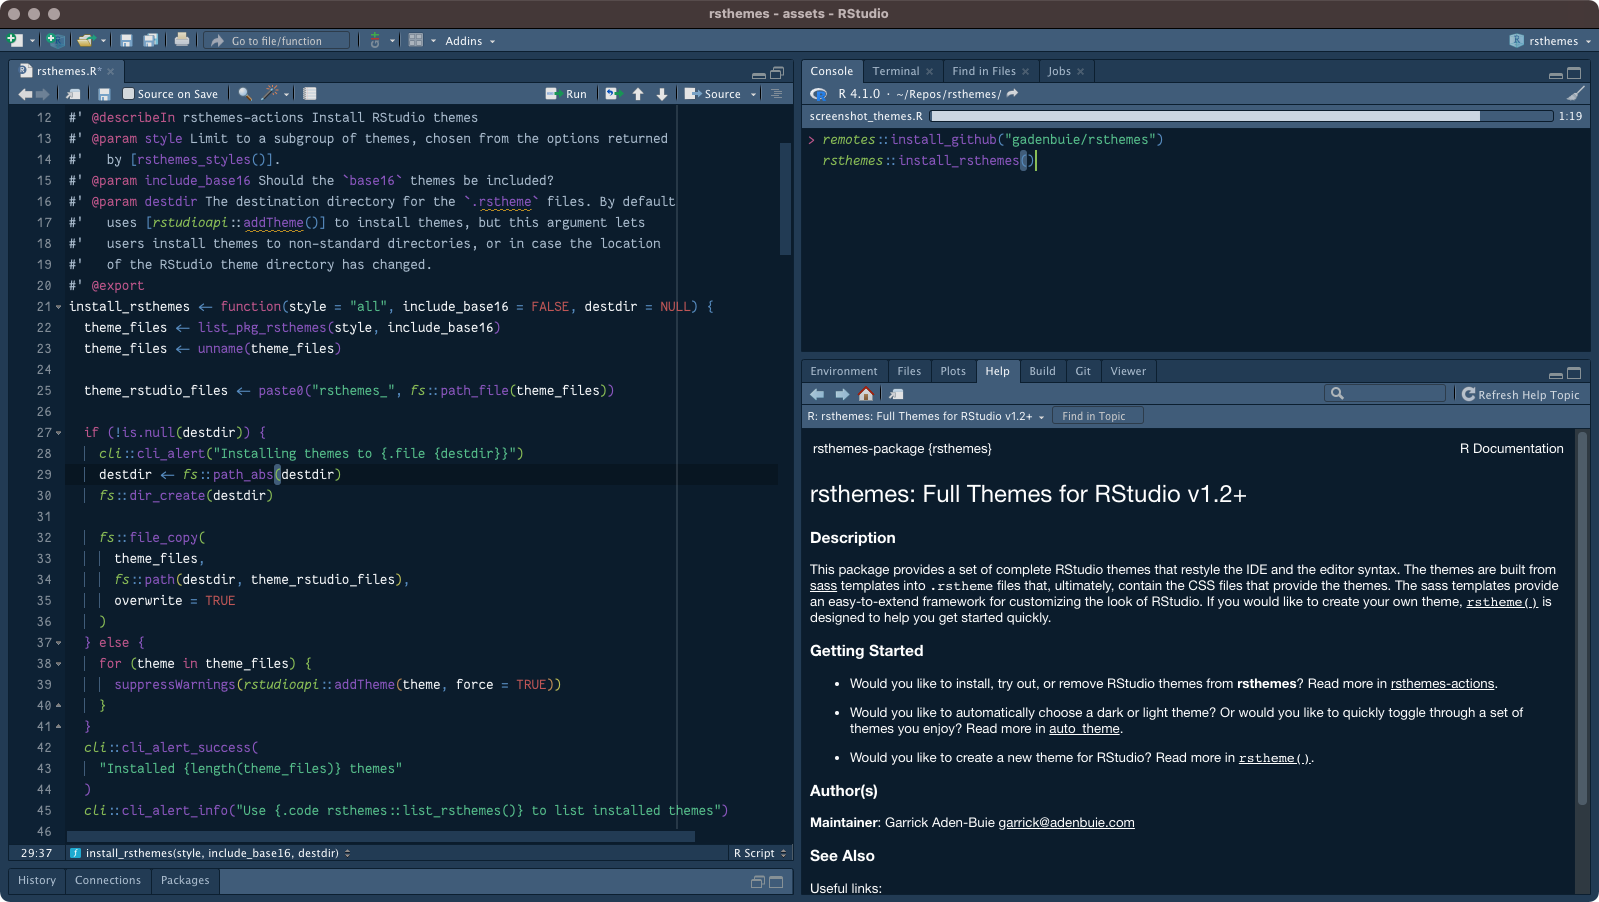 rsthemes - assets - RStudio
Go to file/function
Addins
rsthemes
rsthemes.R*
Source on Save
Run
Source
12 #' @describeIn rsthemes-actions Install RStudio themes
13 #' @param style Limit to a subgroup of themes, chosen from the options returned
14 #'   by [rsthemes_styles()].
15 #' @param include_base16 Should the `base16` themes be included?
16 #' @param destdir The destination directory for the `.rstheme` files. By default
17 #'   uses [rstudioapi::addTheme()] to install themes, but this argument lets
18 #'   users install themes to non-standard directories, or in case the location
19 #'   of the RStudio theme directory has changed.
20 #' @export
21 install_rsthemes <- function(style = "all", include_base16 = FALSE, destdir = NULL) {
22   theme_files <- list_pkg_rsthemes(style, include_base16)
23   theme_files <- unname(theme_files)
24
25   theme_rstudio_files <- paste0("rsthemes_", fs::path_file(theme_files))
26
27   if (!is.null(destdir)) {
28     cli::cli_alert("Installing themes to {.file {destdir}}")
29     destdir <- fs::path_abs(destdir)
30     fs::dir_create(destdir)
31
32     fs::file_copy(
33       theme_files,
34       fs::path(destdir, theme_rstudio_files),
35       overwrite = TRUE
36     )
37   } else {
38     for (theme in theme_files) {
39       suppressWarnings(rstudioapi::addTheme(theme, force = TRUE))
40     }
41   }
42   cli::cli_alert_success(
43     "Installed {length(theme_files)} themes"
44   )
45   cli::cli_alert_info("Use {.code rsthemes::list_rsthemes()} to list installed themes")
46
29:37 install_rsthemes(style, include_base16, destdir) R Script
History Connections Packages
Console Terminal Find in Files Jobs
R 4.1.0 · ~/Repos/rsthemes/
screenshot_themes.R 1:19
> remotes::install_github("gadenbuie/rsthemes")
rsthemes::install_rsthemes()
Environment Files Plots Help Build Git Viewer
Refresh Help Topic
R: rsthemes: Full Themes for RStudio v1.2+ Find in Topic
rsthemes-package {rsthemes} R Documentation
rsthemes: Full Themes for RStudio v1.2+
Description
This package provides a set of complete RStudio themes that restyle the IDE and the editor syntax. The themes are built from
sass templates into .rstheme files that, ultimately, contain the CSS files that provide the themes. The sass templates provide
an easy-to-extend framework for customizing the look of RStudio. If you would like to create your own theme, rstheme() is
designed to help you get started quickly.
Getting Started
• Would you like to install, try out, or remove RStudio themes from rsthemes? Read more in rsthemes-actions.
• Would you like to automatically choose a dark or light theme? Or would you like to quickly toggle through a set of
themes you enjoy? Read more in auto_theme.
• Would you like to create a new theme for RStudio? Read more in rstheme().
Author(s)
Maintainer: Garrick Aden-Buie garrick@adenbuie.com
See Also
Useful links: